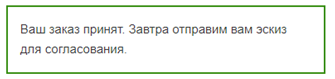 Ваш заказ принят. Завтра отправим вам эскиз
для согласования.